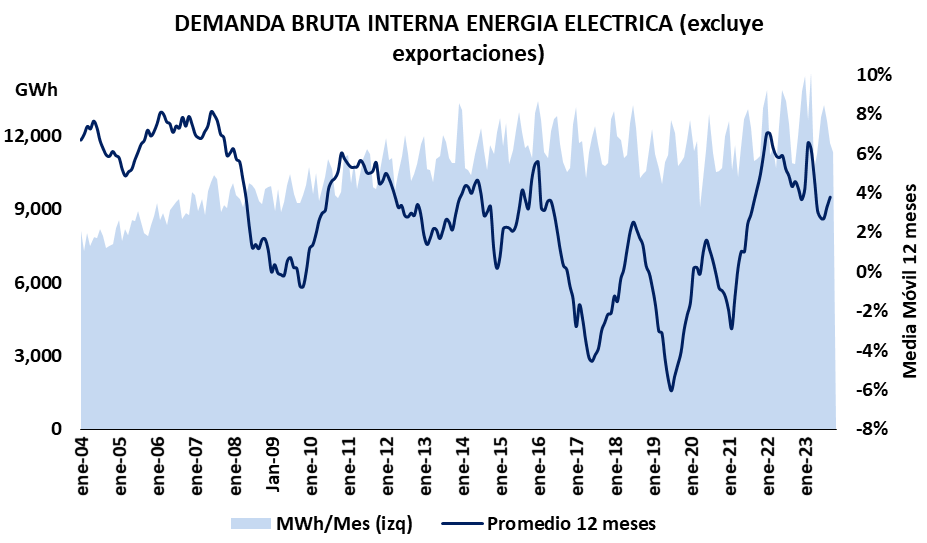 DEMANDA BRUTA INTERNA ENERGIA ELECTRICA (excluye
exportaciones)
GWh
12,000
9,000
6,000
3,000
0
10%
8%
6%
4%
2%
0%
-2%
-4%
-6%
-8%
Media Móvil 12 meses
ene-04
ene-05
ene-06
ene-07
ene-08
Jan-09
ene-10
ene-11
ene-12
ene-13
ene-14
ene-15
ene-16
ene-17
ene-18
ene-19
ene-20
ene-21
ene-22
ene-23
MWh/Mes (izq)
Promedio 12 meses